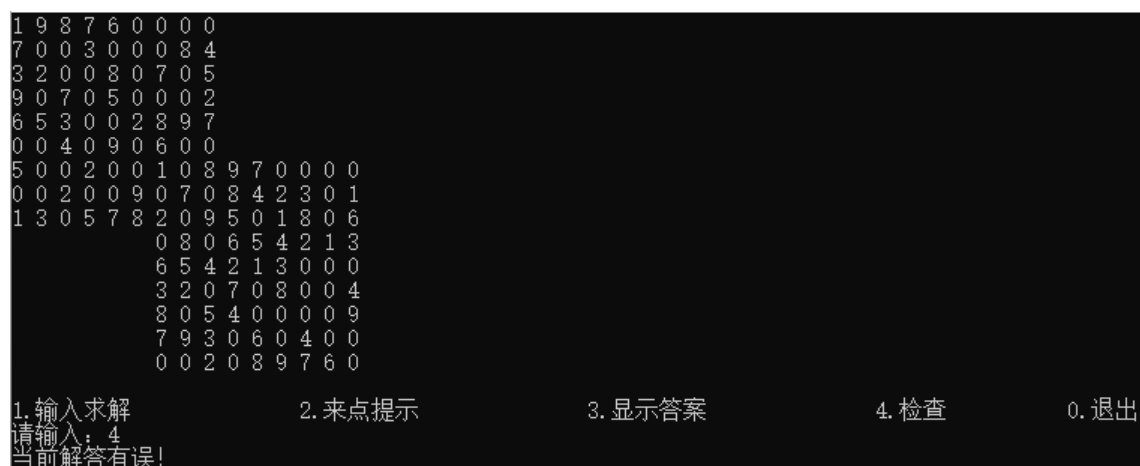 1 9 8 7 6 0 0 0 0
7 0 0 3 0 0 0 8 4
3 2 0 0 8 0 7 0 5
9 0 7 0 5 0 0 0 2
6 5 3 0 0 2 8 9 7
0 0 4 0 9 0 6 0 0
5 0 0 2 0 0 1 0 8 9 7 0 0 0 0
0 0 2 0 0 9 0 7 0 8 4 2 3 0 1
1 3 0 5 7 8 2 0 9 5 0 1 8 0 6
0 8 0 6 5 4 2 1 3
6 5 4 2 1 3 0 0 0
3 2 0 7 0 8 0 0 4
8 0 5 4 0 0 0 0 9
7 9 3 0 6 0 4 0 0
0 0 2 0 8 9 7 6 0
1.输入求解 2.来点提示 3.显示答案 4.检查 0.退出
请输入：4
当前解答有误!